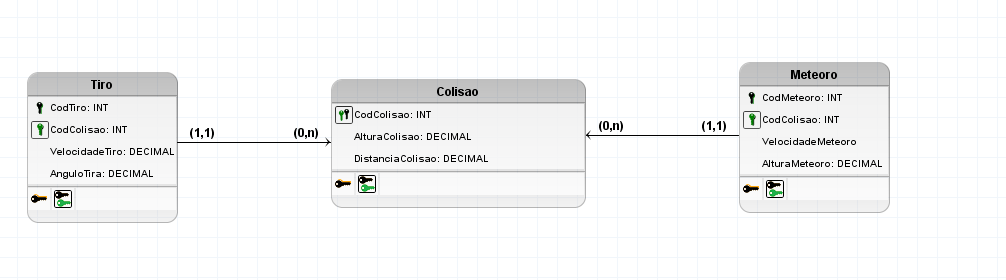 Tiro
CodTiro: INT
CodColisao: INT
VelocidadeTiro: DECIMAL
AnguloTira: DECIMAL
(1,1)
(0,n)
Colisao
CodColisao: INT
AlturaColisao: DECIMAL
DistanciaColisao: DECIMAL
(0,n)
(1,1)
Meteoro
CodMeteoro: INT
CodColisao: INT
VelocidadeMeteoro
AlturaMeteoro: DECIMAL